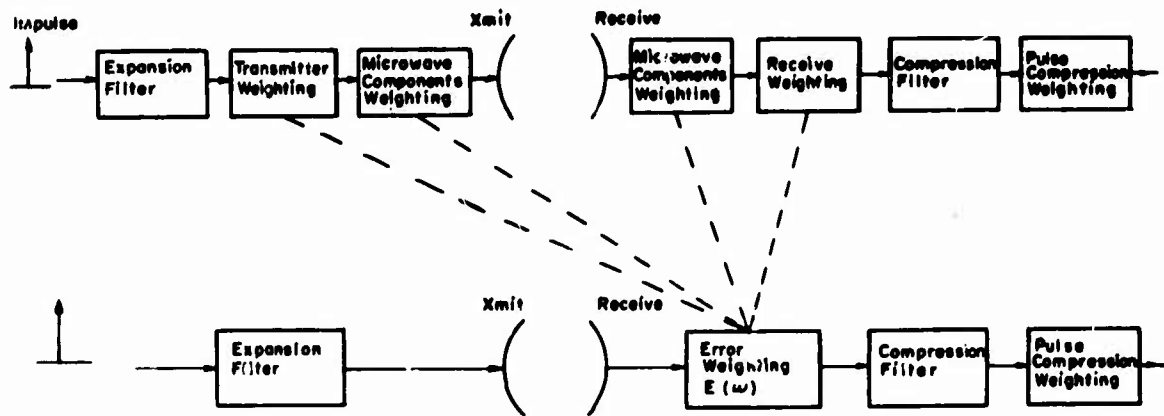 Impulse
Xmit
Receive
Expansion
Filter
Transmitter
Weighting
Microwave
Components
Weighting
Microwave
Components
Weighting
Receive
Weighting
Compression
Filter
Pulse
Compression
Weighting
Xmit
Receive
Expansion
Filter
Error
Weighting
E (ω)
Compression
Filter
Pulse
Compression
Weighting